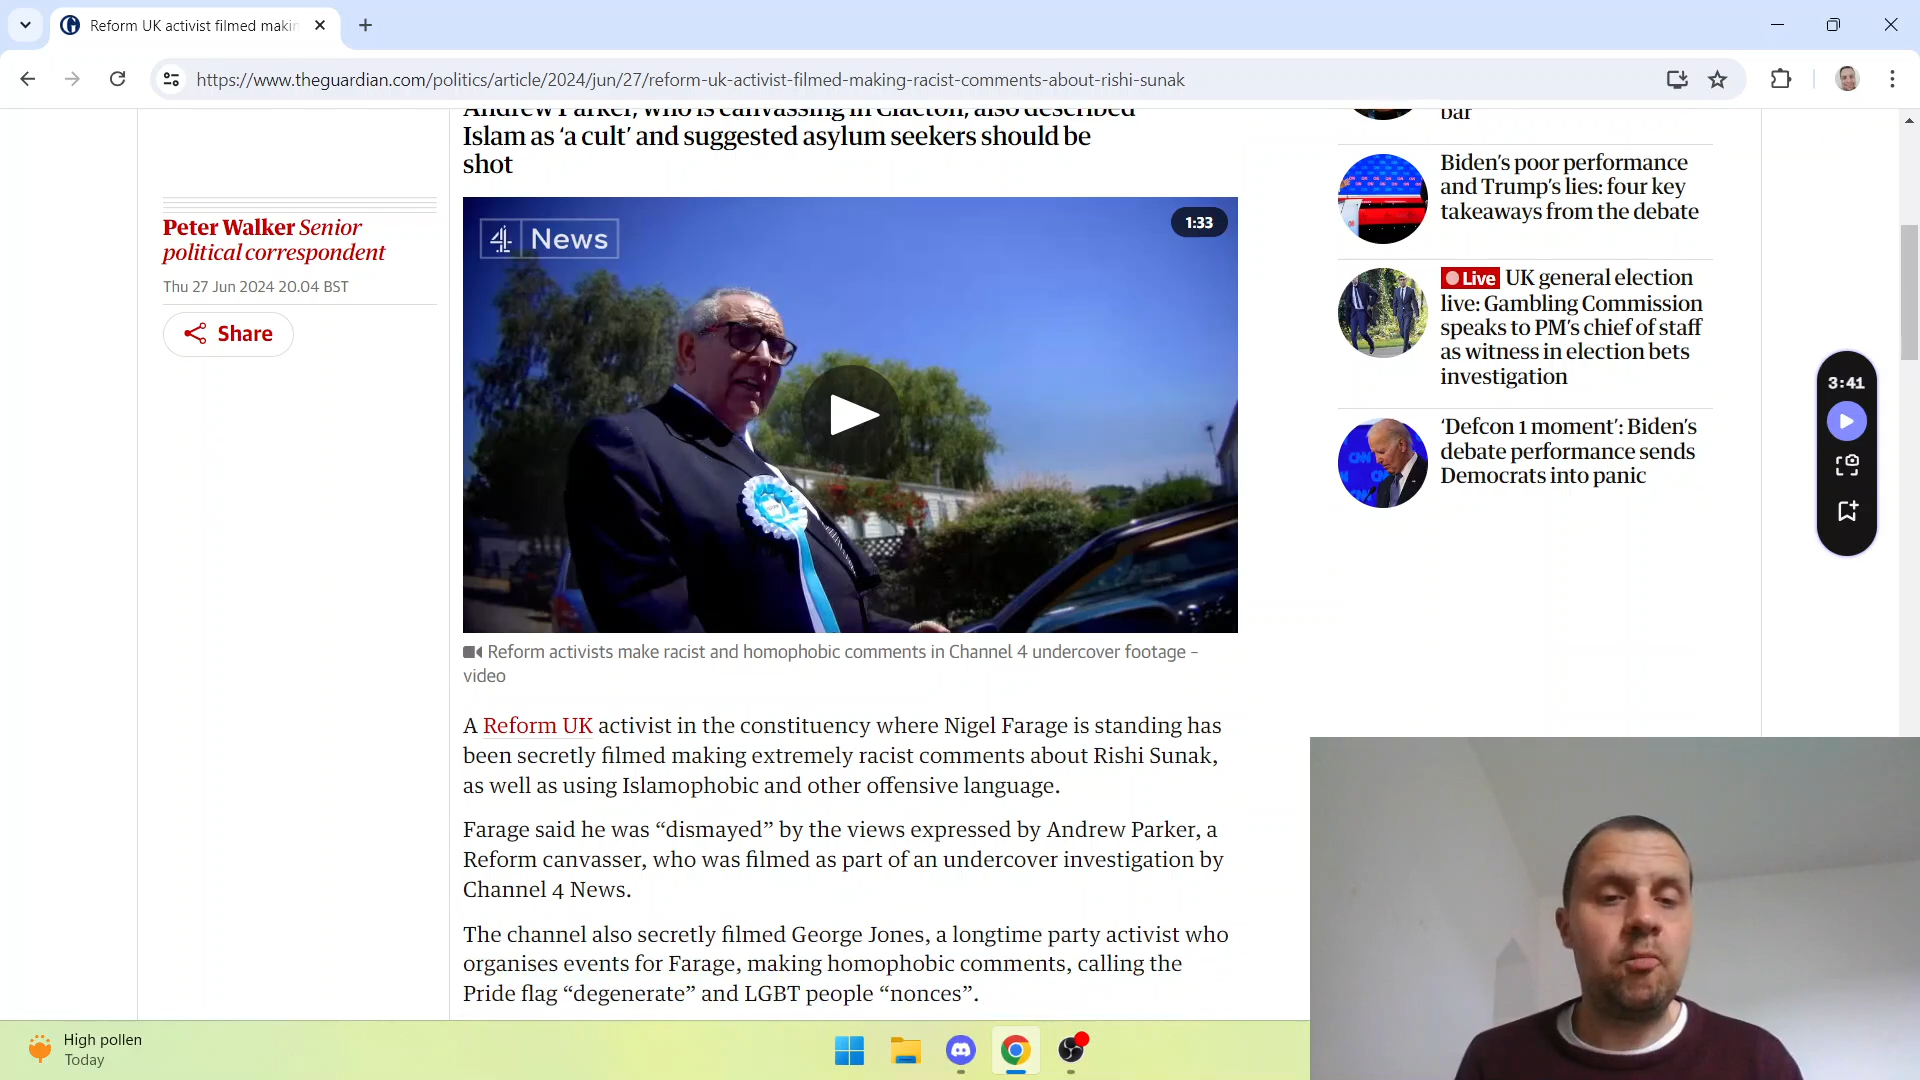 Reform UK activist filmed makin
https://www.theguardian.com/politics/article/2024/jun/27/reform-uk-activist-filmed-making-racist-comments-about-rishi-sunak
Andrew Parker, who is canvassing in Clacton, also described
Islam as ‘a cult’ and suggested asylum seekers should be
shot
Peter Walker Senior
political correspondent
Thu 27 Jun 2024 20.04 BST
Share
4 News
1:33
Reform activists make racist and homophobic comments in Channel 4 undercover footage –
video
A Reform UK activist in the constituency where Nigel Farage is standing has
been secretly filmed making extremely racist comments about Rishi Sunak,
as well as using Islamophobic and other offensive language.
Farage said he was “dismayed” by the views expressed by Andrew Parker, a
Reform canvasser, who was filmed as part of an undercover investigation by
Channel 4 News.
The channel also secretly filmed George Jones, a longtime party activist who
organises events for Farage, making homophobic comments, calling the
Pride flag “degenerate” and LGBT people “nonces”.
bar
Biden’s poor performance
and Trump’s lies: four key
takeaways from the debate
Live UK general election
live: Gambling Commission
speaks to PM’s chief of staff
as witness in election bets
investigation
‘Defcon 1 moment’: Biden’s
debate performance sends
Democrats into panic
3:41
High pollen
Today